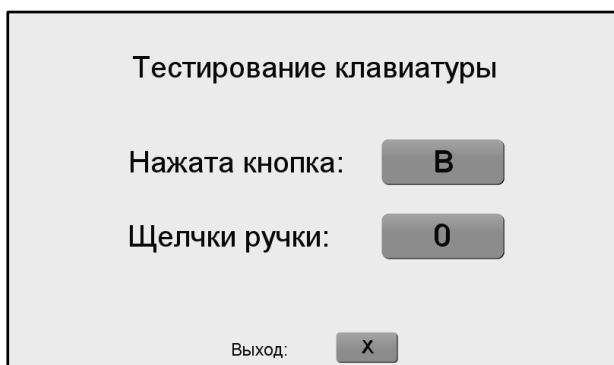 Тестирование клавиатуры
Нажата кнопка: B
Щелчки ручки: 0
Выход: X